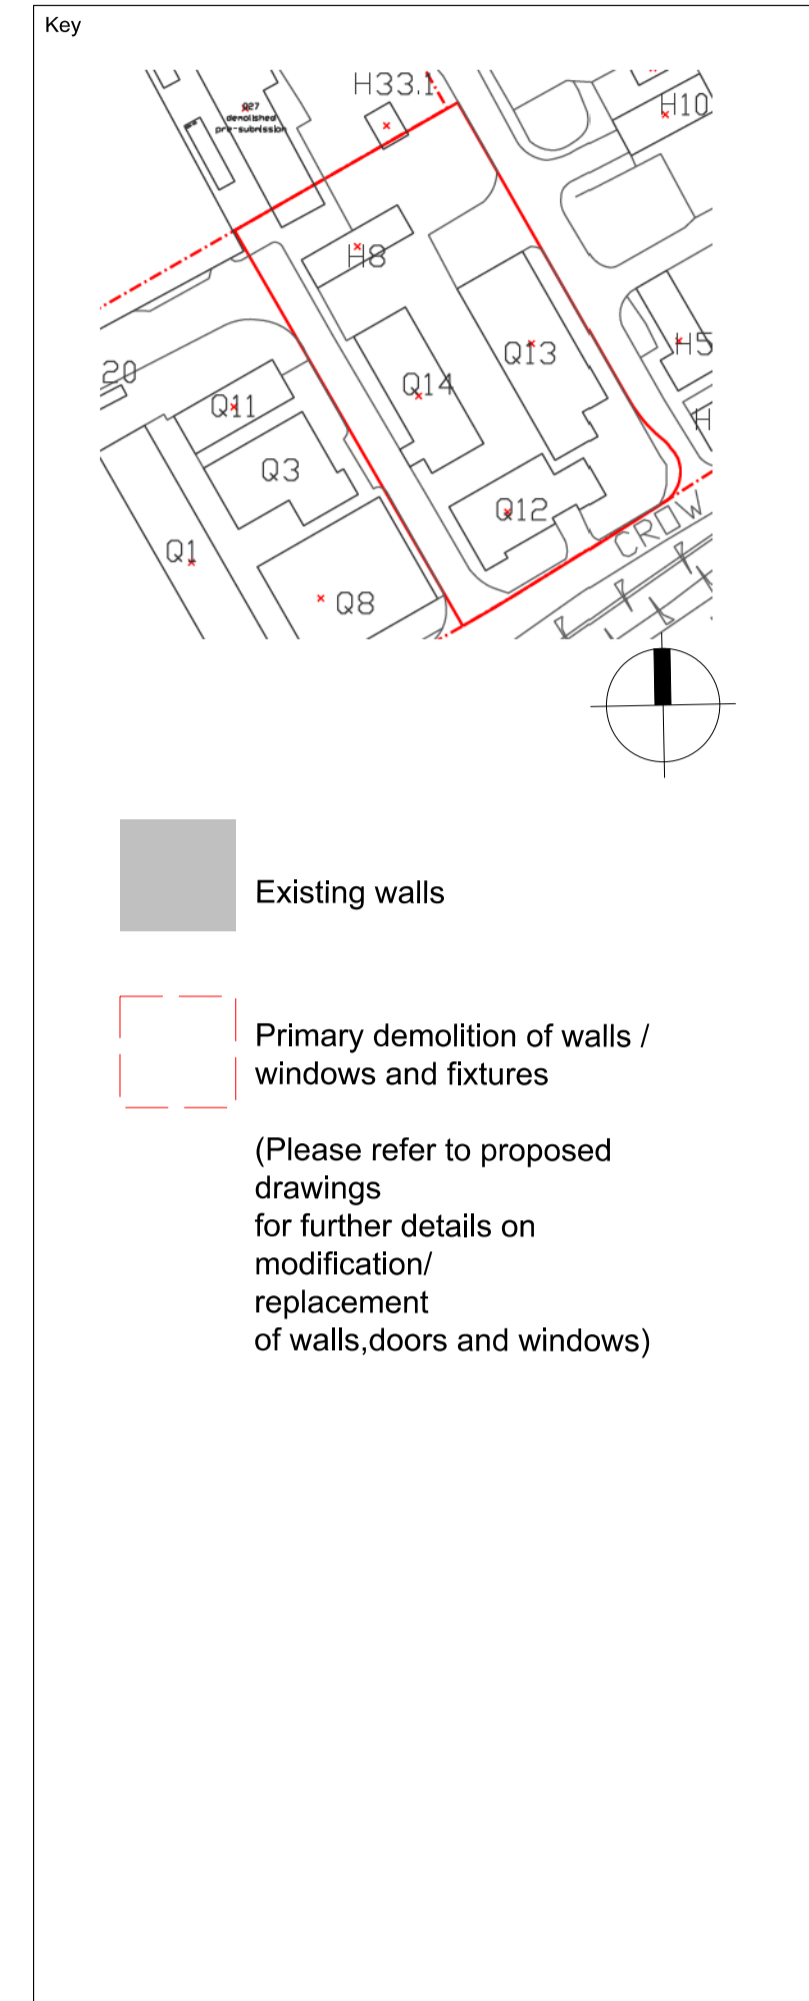 Key
H33.1
Q27
demolished
pre-submission
H10
H8
Q13
H5
20
Q14
H
Q11
Q3
Q12
CROW
Q1
Q8
Existing walls
Primary demolition of walls /
windows and fixtures
(Please refer to proposed
drawings
for further details on
modification/
replacement
of walls,doors and windows)